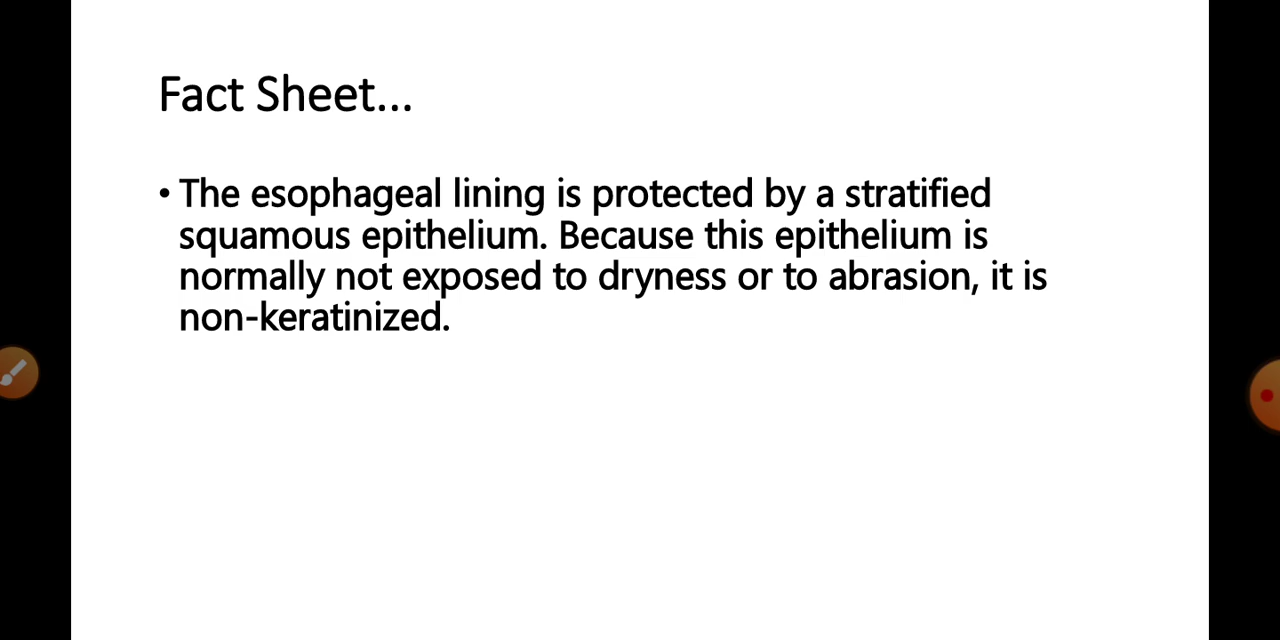 Fact Sheet...
• The esophageal lining is protected by a stratified
squamous epithelium. Because this epithelium is
normally not exposed to dryness or to abrasion, it is
non-keratinized.